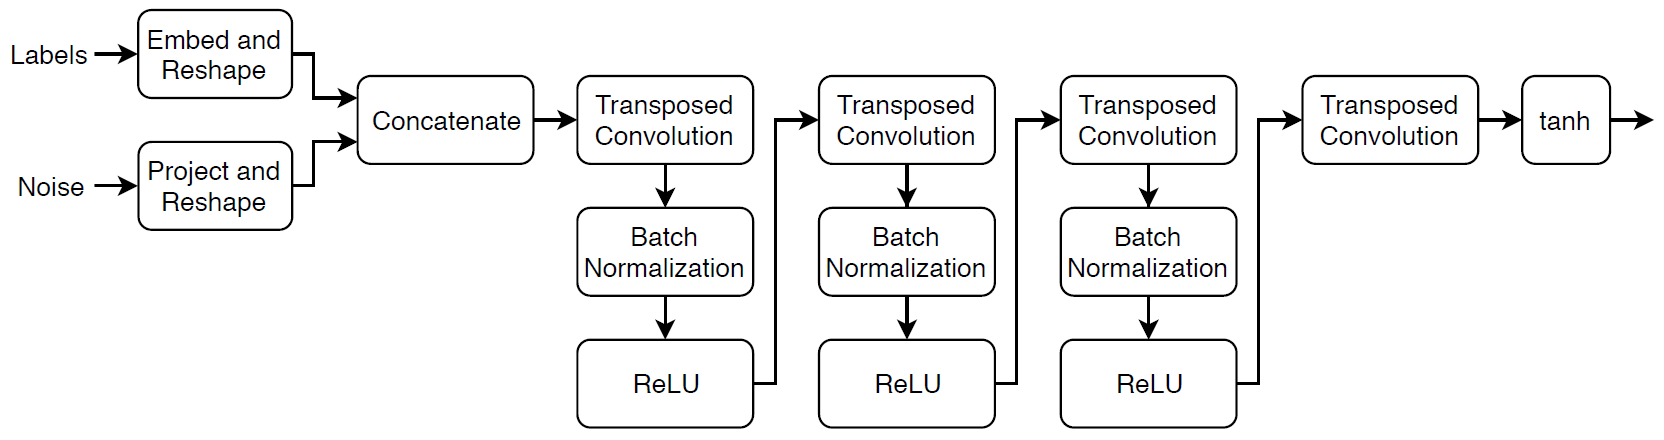 Labels
Embed and
Reshape
Noise
Project and
Reshape
Concatenate
Transposed
Convolution
Batch
Normalization
ReLU
Transposed
Convolution
Batch
Normalization
ReLU
Transposed
Convolution
Batch
Normalization
ReLU
Transposed
Convolution
tanh